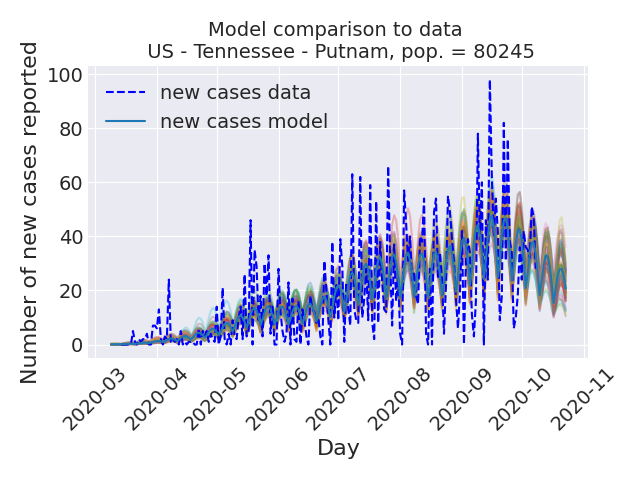 Model comparison to data
US - Tennessee - Putnam, pop. = 80245
Number of new cases reported
100
80
60
40
20
0
new cases data
new cases model
2020-03
2020-04
2020-05
2020-06
2020-07
2020-08
2020-09
2020-10
2020-11
Day